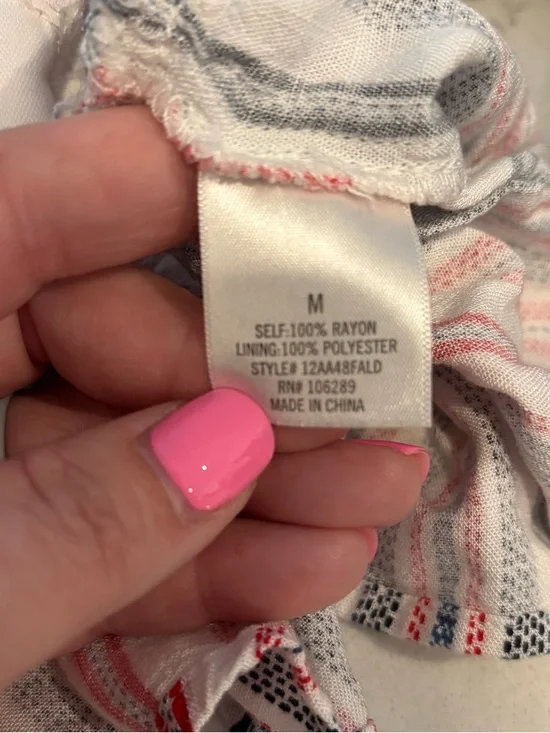 M
SELF:100% RAYON
LINING:100% POLYESTER
STYLE# 12AA48FALD
RN# 106289
MADE IN CHINA